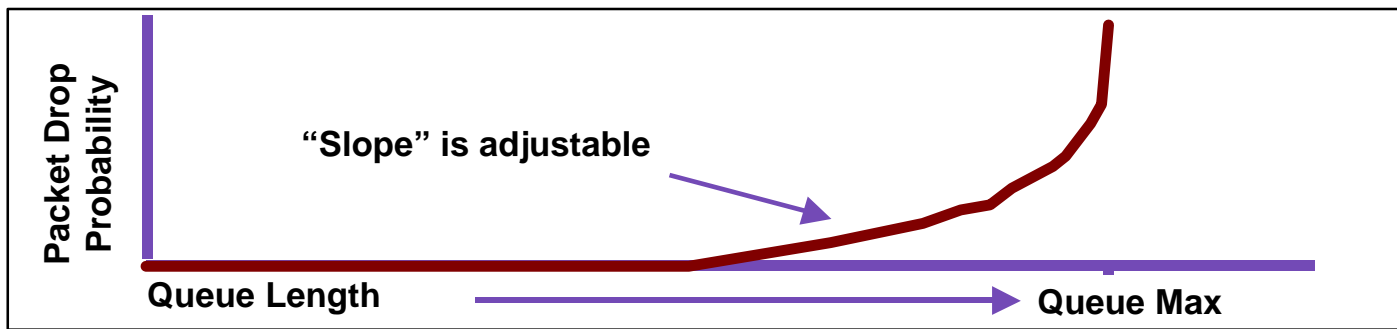 Packet Drop
Probability
“Slope” is adjustable
Queue Length
Queue Max